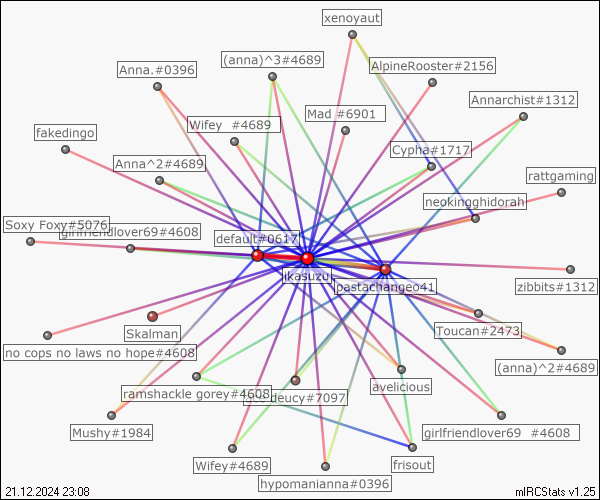 xenoyaut
(anna)^3#4689
AlpineRooster#2156
Anna.#0396
Annarchist#1312
Mad #6901
Wifey #4689
fakedingo
Cypha#1717
Anna^2#4689
rattgaming
neokingghidorah
Soxy Foxy#5076
girlfriendlover69#4608
default#0617
ikasuzu
pastachangeo41
zibbits#1312
Skalman
Toucan#2473
no cops no laws no hope#4608
(anna)^2#4689
avelicious
ramshackle gorey#4608
deucy#7097
Mushy#1984
girlfriendlover69 #4608
Wifey#4689
frisout
hypomanianna#0396
21.12.2024 23:08
mIRCStats v1.25